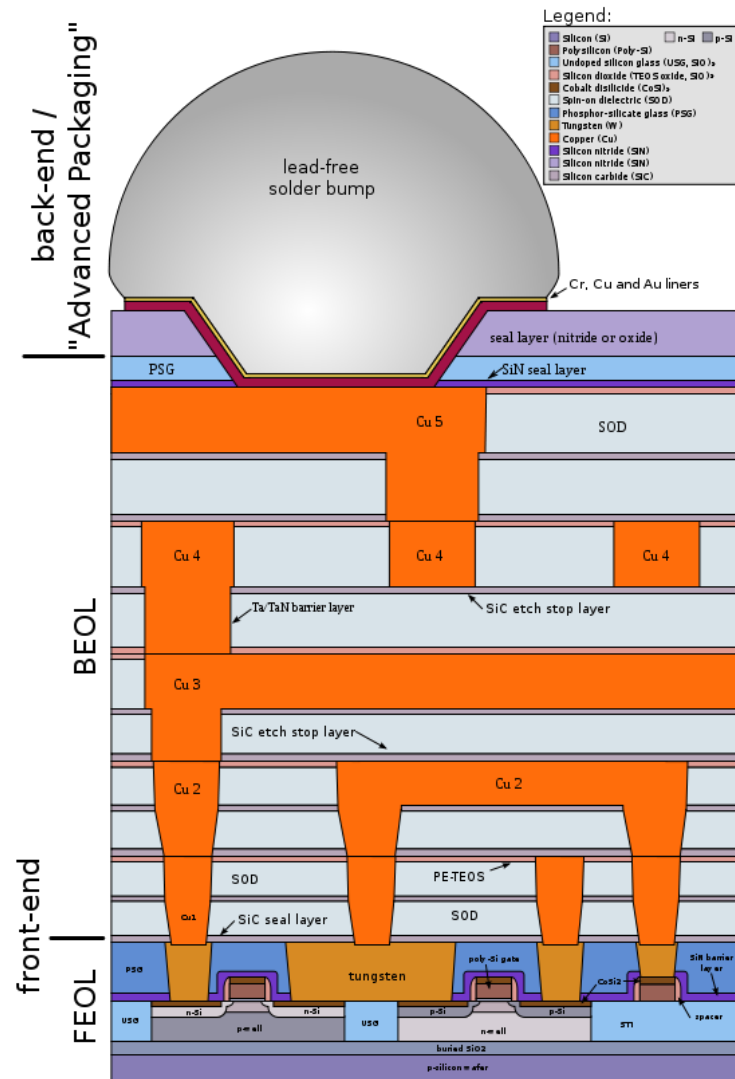 Legend:
Silicon (Si)
n-Si
p-Si
Polysilicon (Poly-Si)
Undoped silicon glass (USG, SiO)₂
Silicon dioxide (TEOS oxide, SiO)₂
Cobalt disilicide (CoSi)₂
Spin-on dielectric (SOD)
Phosphor-silicate glass (PSG)
Tungsten (W)
Copper (Cu)
Silicon nitride (SiN)
Silicon nitride (SiN)
Silicon carbide (SiC)
back-end /
"Advanced Packaging"
lead-free
solder bump
Cr, Cu and Au liners
seal layer (nitride or oxide)
PSG
SiN seal layer
Cu 5
SOD
Cu 4
Cu 4
Cu 4
BEOL
Ta/TaN barrier layer
SiC etch stop layer
Cu 3
SiC etch stop layer
Cu 2
Cu 2
front-end
SOD
PE-TEOS
Cu1
SiC seal layer
SOD
FEOL
PSG
tungsten
poly-Si gate
CoSi2
SiN barrier
layer
n-Si
n-Si
p-Si
p-Si
spacer
USG
p-well
USG
n-well
STI
buried SiO2
p-silicon wafer